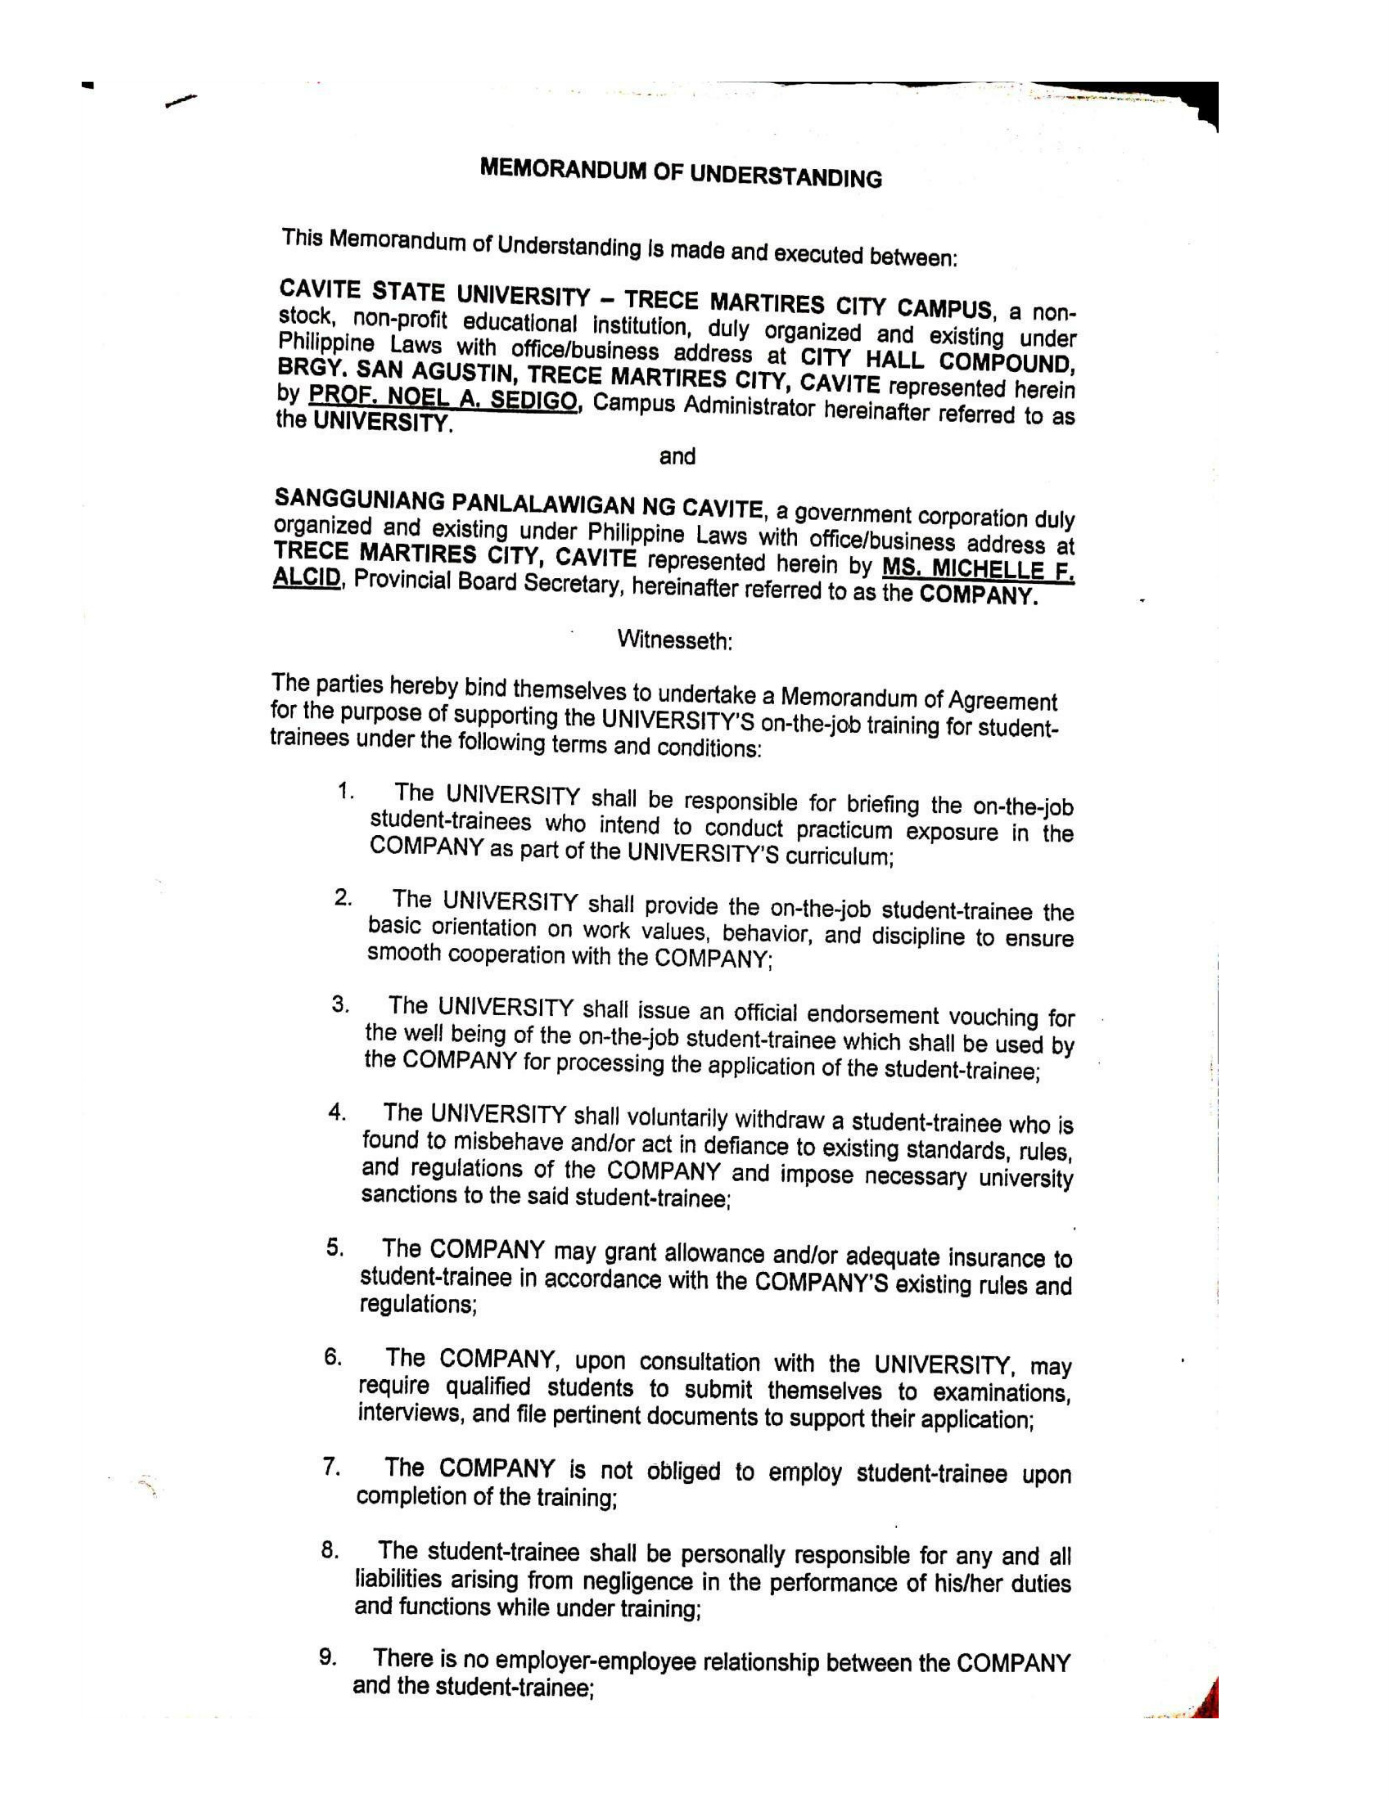 MEMORANDUM OF UNDERSTANDING
This Memorandum of Understanding is made and executed between:
CAVITE STATE UNIVERSITY – TRECE MARTIRES CITY CAMPUS, a non-
stock, non-profit educational institution, duly organized and existing under
Philippine Laws with office/business address at CITY HALL COMPOUND,
BRGY. SAN AGUSTIN, TRECE MARTIRES CITY, CAVITE represented herein
by PROF. NOEL A. SEDIGO, Campus Administrator hereinafter referred to as
the UNIVERSITY.
and
SANGGUNIANG PANLALAWIGAN NG CAVITE, a government corporation duly
organized and existing under Philippine Laws with office/business address at
TRECE MARTIRES CITY, CAVITE represented herein by MS. MICHELLE F.
ALCID, Provincial Board Secretary, hereinafter referred to as the COMPANY.
Witnesseth:
The parties hereby bind themselves to undertake a Memorandum of Agreement
for the purpose of supporting the UNIVERSITY'S on-the-job training for student-
trainees under the following terms and conditions:
1. The UNIVERSITY shall be responsible for briefing the on-the-job
student-trainees who intend to conduct practicum exposure in the
COMPANY as part of the UNIVERSITY'S curriculum;
2. The UNIVERSITY shall provide the on-the-job student-trainee the
basic orientation on work values, behavior, and discipline to ensure
smooth cooperation with the COMPANY;
3. The UNIVERSITY shall issue an official endorsement vouching for
the well being of the on-the-job student-trainee which shall be used by
the COMPANY for processing the application of the student-trainee;
4. The UNIVERSITY shall voluntarily withdraw a student-trainee who is
found to misbehave and/or act in defiance to existing standards, rules,
and regulations of the COMPANY and impose necessary university
sanctions to the said student-trainee;
5. The COMPANY may grant allowance and/or adequate insurance to
student-trainee in accordance with the COMPANY'S existing rules and
regulations;
6. The COMPANY, upon consultation with the UNIVERSITY, may
require qualified students to submit themselves to examinations,
interviews, and file pertinent documents to support their application;
7. The COMPANY is not obliged to employ student-trainee upon
completion of the training;
8. The student-trainee shall be personally responsible for any and all
liabilities arising from negligence in the performance of his/her duties
and functions while under training;
9. There is no employer-employee relationship between the COMPANY
and the student-trainee;